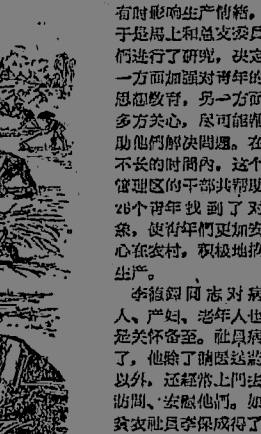 有时影响生产情绪，
于是马上和总支委员
们进行了研究，决定
一方面加强对青年的
思想教育，另一方面
多方关心，尽可能帮
助他们解决问题。在
不长的时间内，这个
管理区的干部共帮助
26个青年找到了对
象，使青年们更加安
心在农村，积极地搞
生产。
李维錞同志对病
人、产妇、老年人也
是关怀备至。社员病
了，他除了请医送药
以外，还经常上门去
访问、安慰他们。如
贫农社员李保成得了